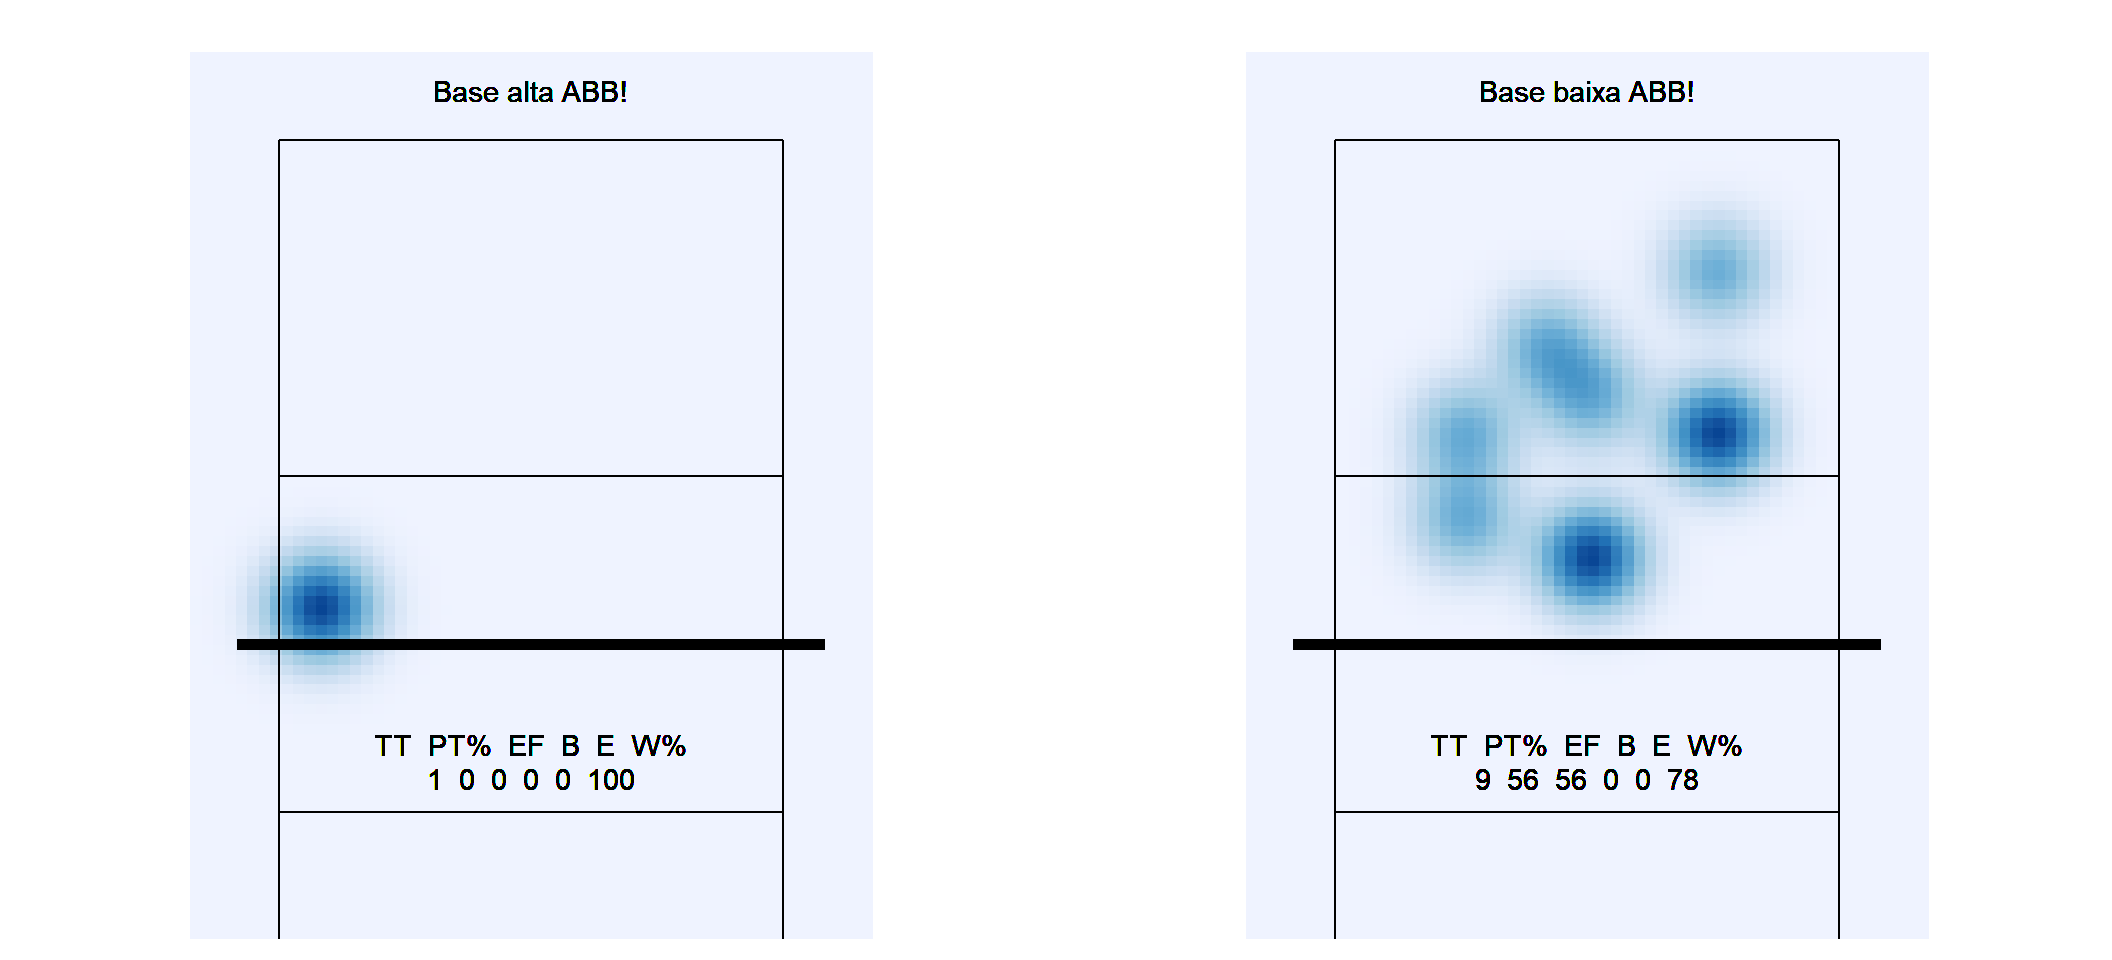 Base alta ABB!
TT PT% EF B E W%
1 0 0 0 0 100
Base baixa ABB!
TT PT% EF B E W%
9 56 56 0 0 78